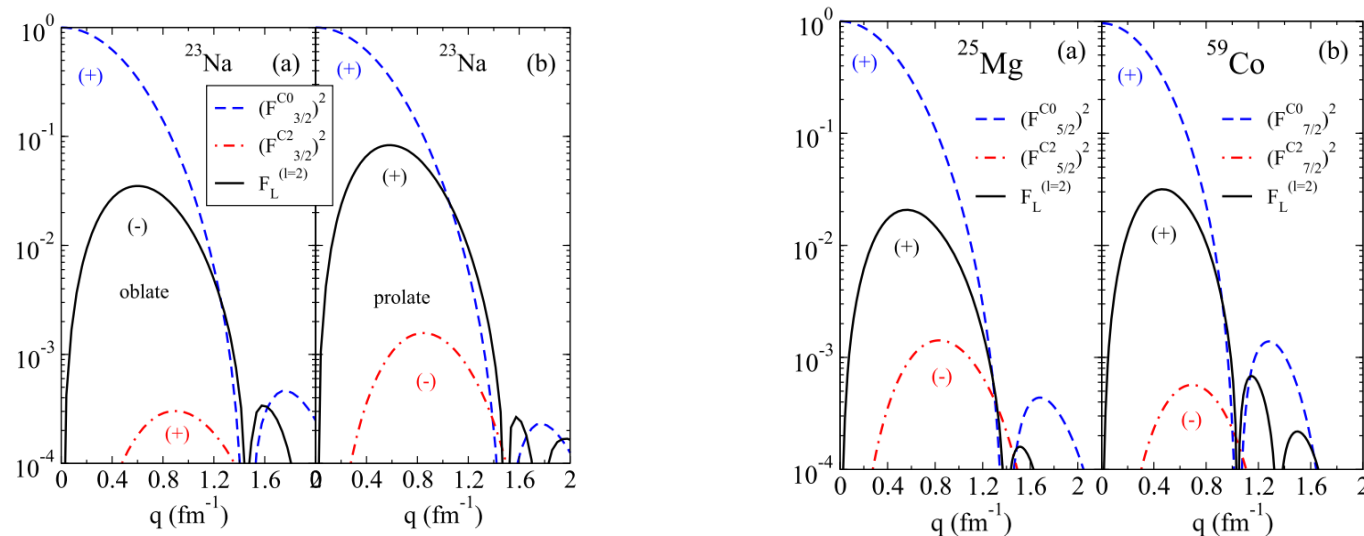 10^0
10^-1
10^-2
10^-3
10^-4
^23Na (a)
(+)
(F^C0_3/2)^2
(F^C2_3/2)^2
F_L^(l=2)
(-)
oblate
(+)
0 0.4 0.8 1.2 1.6 2
q (fm^-1)
^23Na (b)
(+)
(+)
prolate
(-)
0.4 0.8 1.2 1.6 2
q (fm^-1)
10^0
10^-1
10^-2
10^-3
10^-4
^25Mg (a)
(+)
(F^C0_5/2)^2
(F^C2_5/2)^2
F_L^(l=2)
(+)
(-)
0 0.4 0.8 1.2 1.6 2
q (fm^-1)
^59Co (b)
(+)
(F^C0_7/2)^2
(F^C2_7/2)^2
F_L^(l=2)
(+)
(-)
0 0.4 0.8 1.2 1.6 2
q (fm^-1)